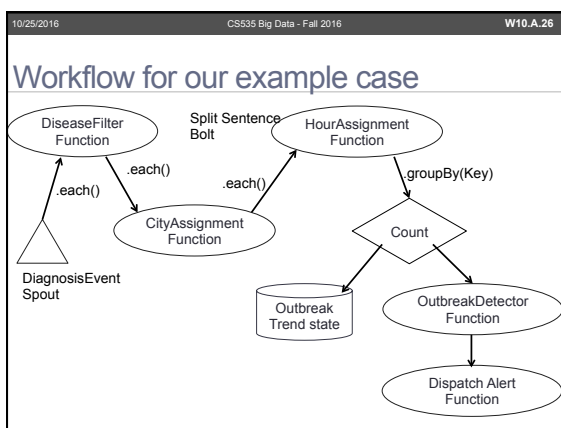 10/25/2016
CS535 Big Data - Fall 2016
W10.A.26
Workflow for our example case
DiseaseFilter
Function
Split Sentence
Bolt
HourAssignment
Function
.each()
.each()
.groupBy(Key)
.each()
CityAssignment
Function
Count
DiagnosisEvent
Spout
Outbreak
Trend state
OutbreakDetector
Function
Dispatch Alert
Function